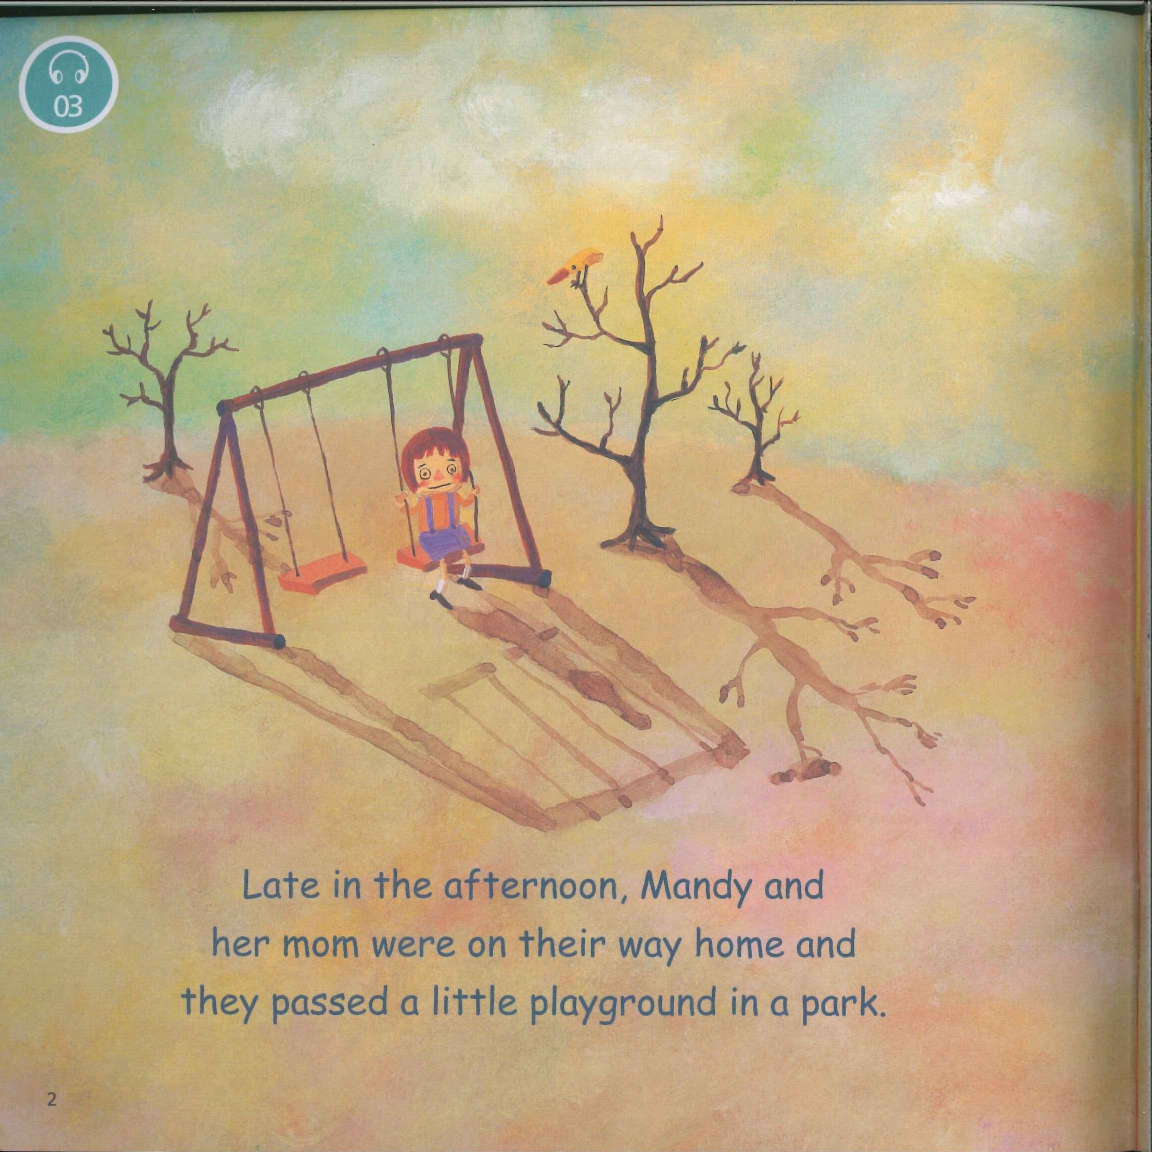 03
Late in the afternoon, Mandy and
her mom were on their way home and
they passed a little playground in a park.
2